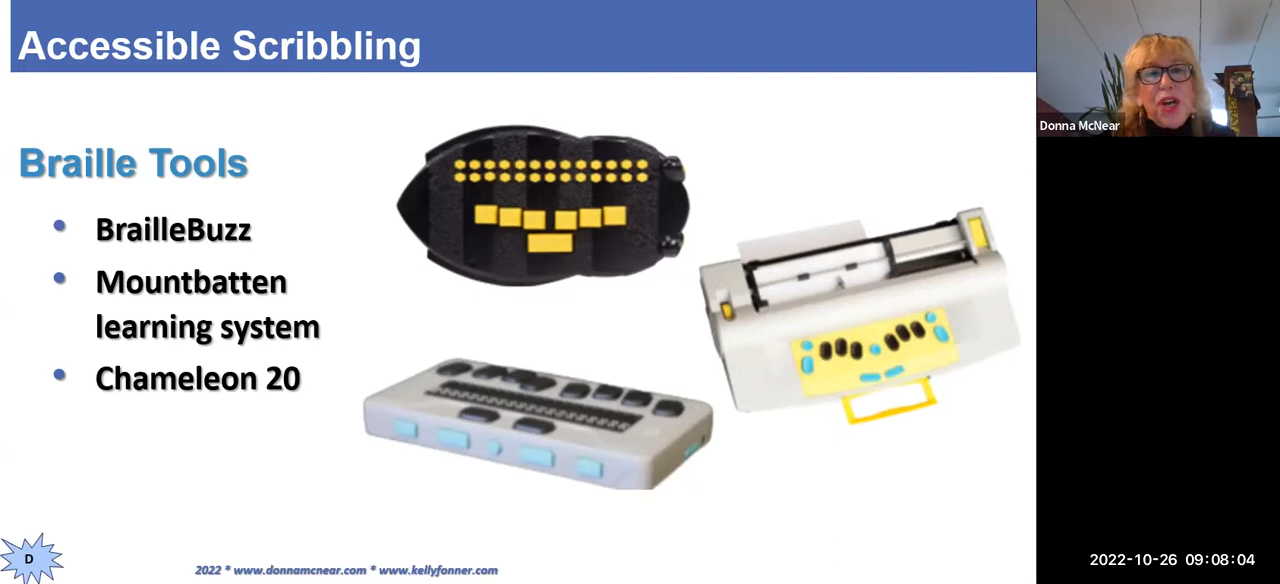 Accessible Scribbling
Braille Tools
BrailleBuzz
Mountbatten
learning system
Chameleon 20
D
2022 * www.donnamcnear.com * www.kellyfonner.com
Donna McNear
2022-10-26 09:08:04